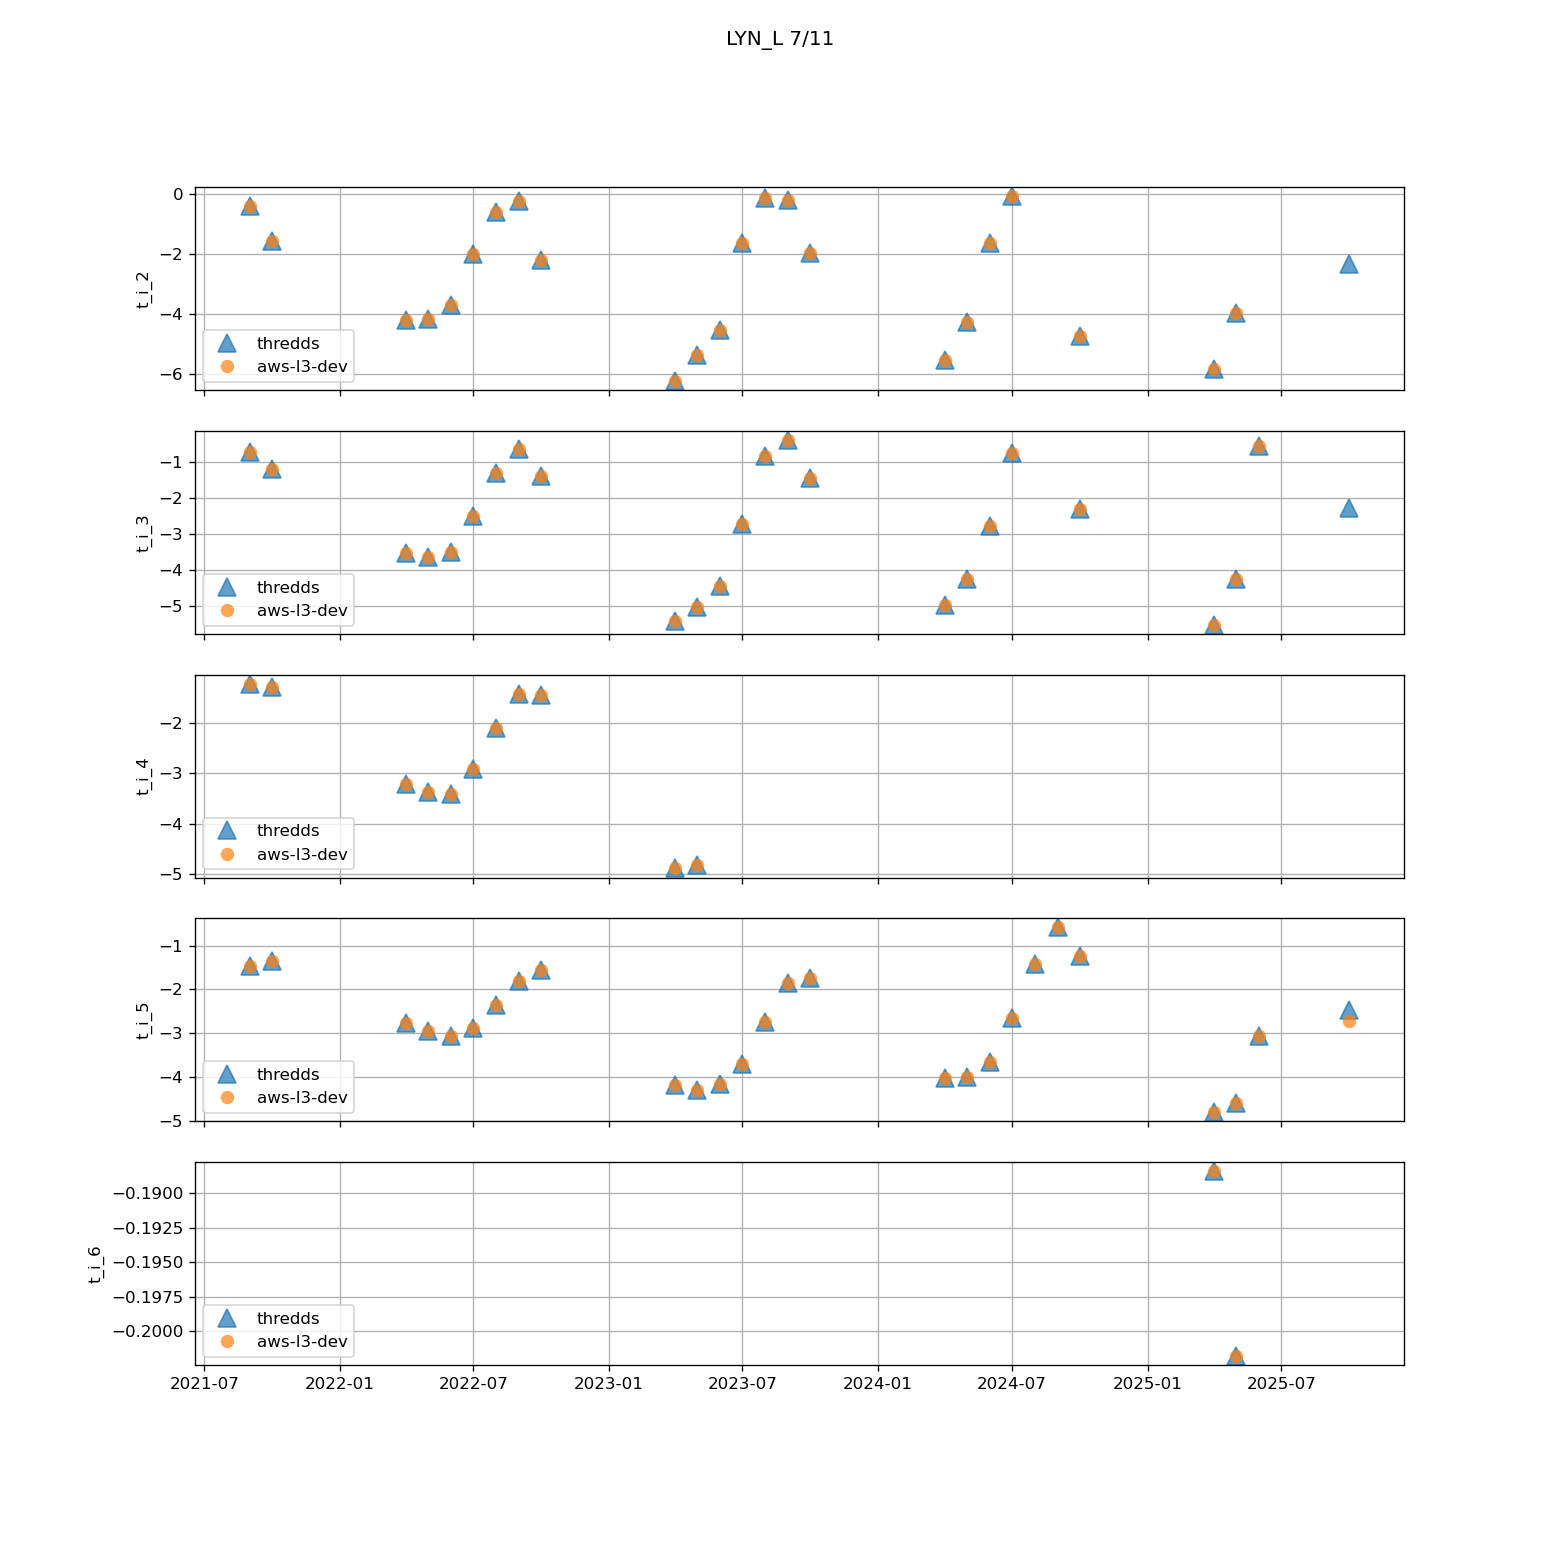 LYN_L 7/11
0
−2
−4
−6
t_i_2
thredds
aws-l3-dev
−1
−2
−3
−4
−5
t_i_3
thredds
aws-l3-dev
−2
−3
−4
−5
t_i_4
thredds
aws-l3-dev
−1
−2
−3
−4
−5
t_i_5
thredds
aws-l3-dev
−0.1900
−0.1925
−0.1950
−0.1975
−0.2000
t_i_6
thredds
aws-l3-dev
2021-07 2022-01 2022-07 2023-01 2023-07 2024-01 2024-07 2025-01 2025-07